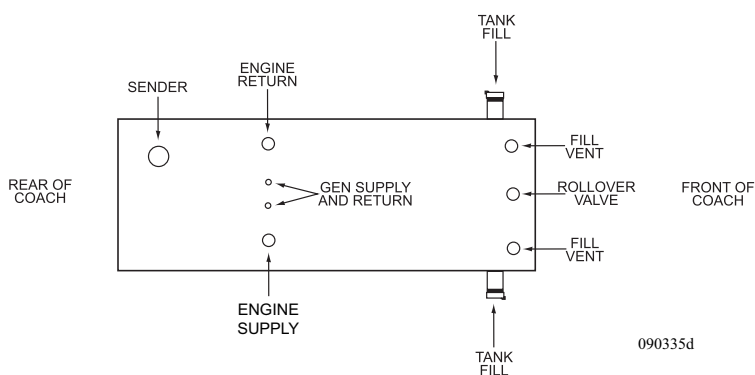 TANK
FILL
ENGINE
RETURN
SENDER
FILL
VENT
REAR OF
COACH
GEN SUPPLY
AND RETURN
ROLLOVER
VALVE
FRONT OF
COACH
FILL
VENT
ENGINE
SUPPLY
090335d
TANK
FILL